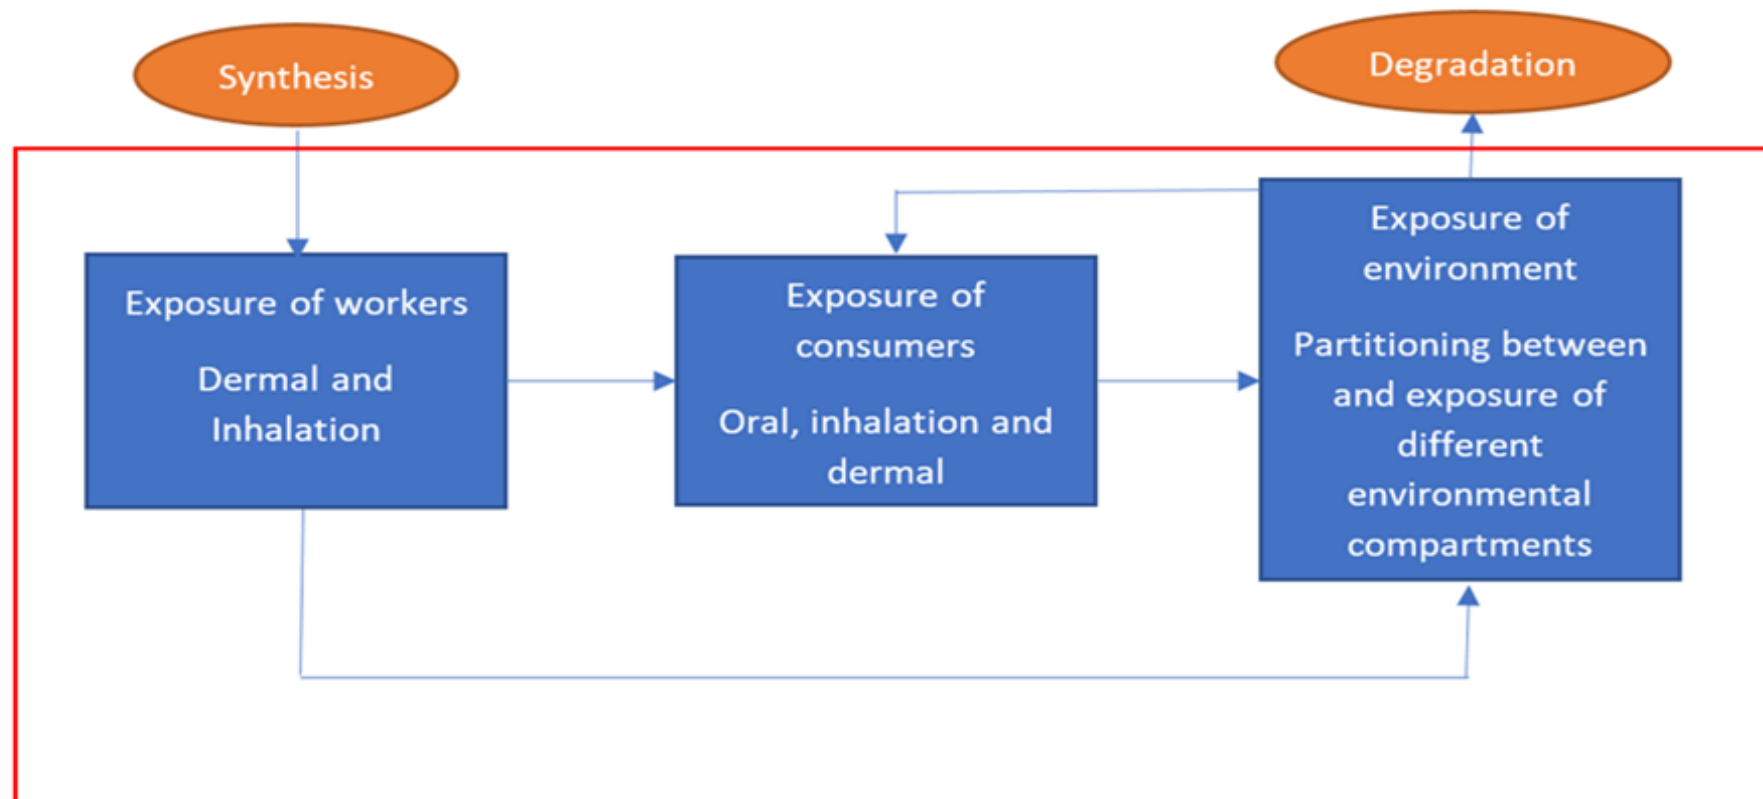 Synthesis
Degradation
Exposure of workers
Dermal and
Inhalation
Exposure of
consumers
Oral, inhalation and
dermal
Exposure of
environment
Partitioning between
and exposure of
different
environmental
compartments